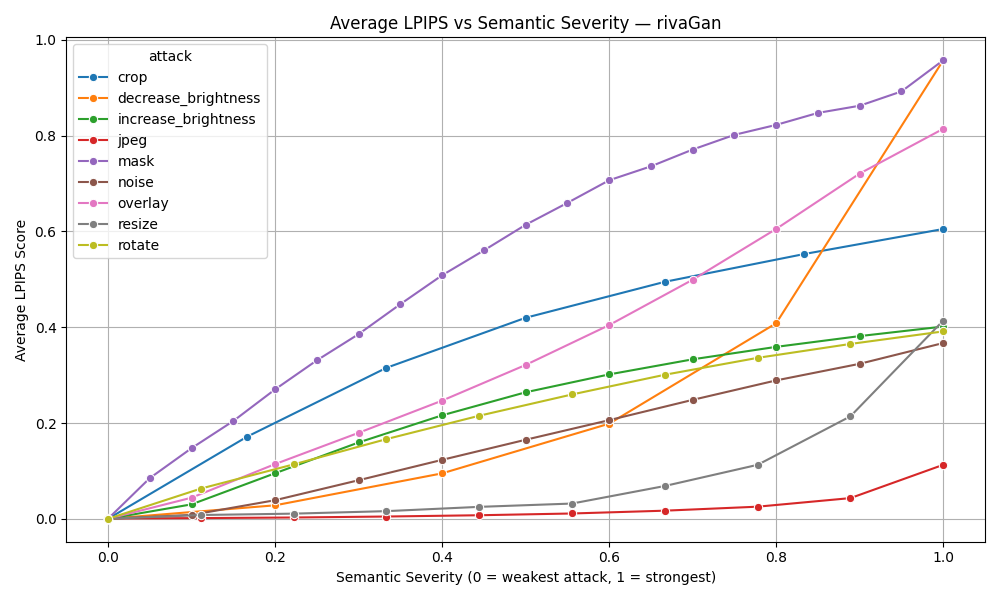 Average LPIPS vs Semantic Severity — rivaGan
1.0
0.8
0.6
0.4
0.2
0.0
Average LPIPS Score
attack
crop
decrease_brightness
increase_brightness
jpeg
mask
noise
overlay
resize
rotate
0.0 0.2 0.4 0.6 0.8 1.0
Semantic Severity (0 = weakest attack, 1 = strongest)